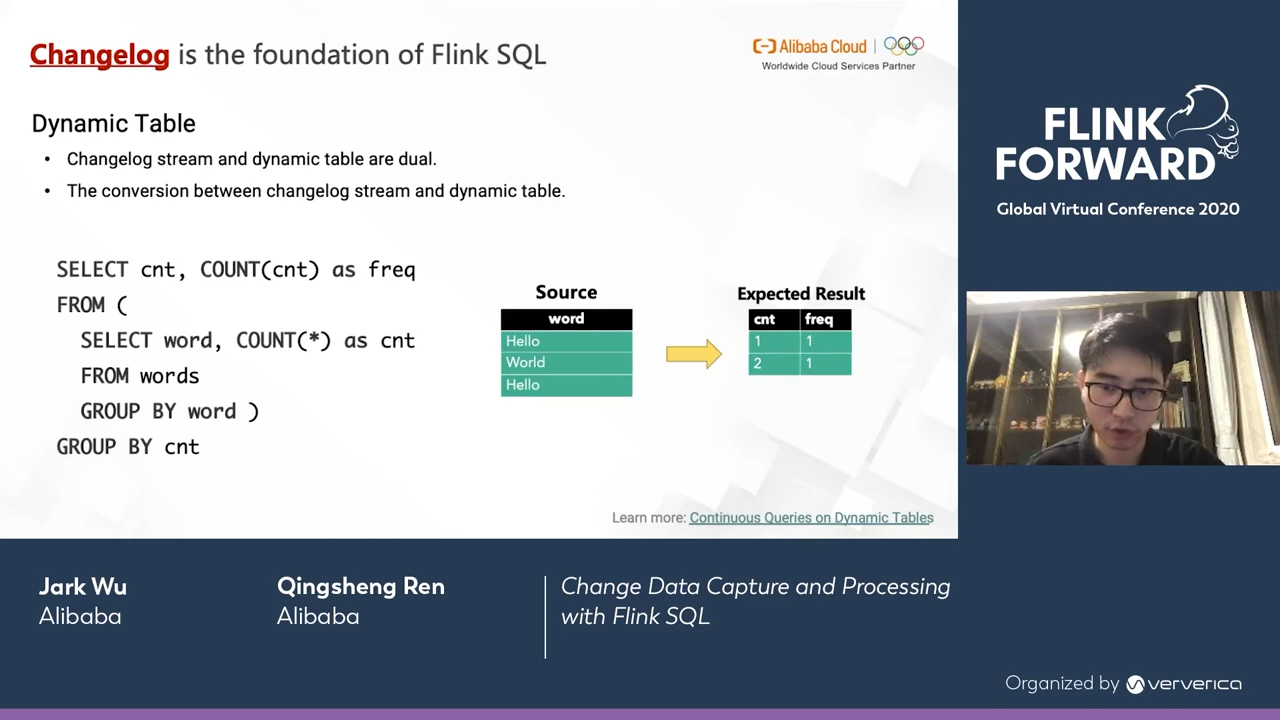 Changelog is the foundation of Flink SQL
Alibaba Cloud
Worldwide Cloud Services Partner
Dynamic Table
• Changelog stream and dynamic table are dual.
• The conversion between changelog stream and dynamic table.
SELECT cnt, COUNT(cnt) as freq
FROM (
SELECT word, COUNT(*) as cnt
FROM words
GROUP BY word )
GROUP BY cnt
Source
word
Hello
World
Hello
Expected Result
cnt freq
1 1
2 1
Learn more: Continuous Queries on Dynamic Tables
FLINK
FORWARD
Global Virtual Conference 2020
Jark Wu
Alibaba
Qingsheng Ren
Alibaba
Change Data Capture and Processing
with Flink SQL
Organized by ververica